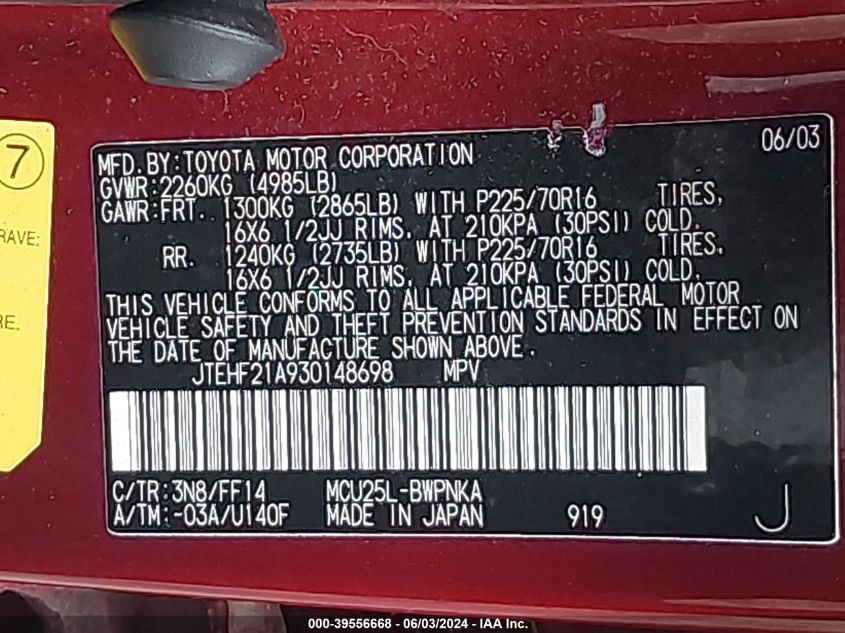 7
RAVE:
RE.
06/03
MFD. BY: TOYOTA MOTOR CORPORATION
GVWR: 2260KG (4985LB)
GAWR: FRT. 1300KG (2865LB) WITH P225/70R16 TIRES,
16X6 1/2JJ RIMS, AT 210KPA (30PSI) COLD.
RR. 1240KG (2735LB) WITH P225/70R16 TIRES,
16X6 1/2JJ RIMS, AT 210KPA (30PSI) COLD.
THIS VEHICLE CONFORMS TO ALL APPLICABLE FEDERAL MOTOR
VEHICLE SAFETY AND THEFT PREVENTION STANDARDS IN EFFECT ON
THE DATE OF MANUFACTURE SHOWN ABOVE.
JTEHF21A930148698 MPV
C/TR: 3N8/FF14 MCU25L-BWPNKA
A/TM: -03A/U140F MADE IN JAPAN 919 J
000-39556668 - 06/03/2024 - IAA Inc.